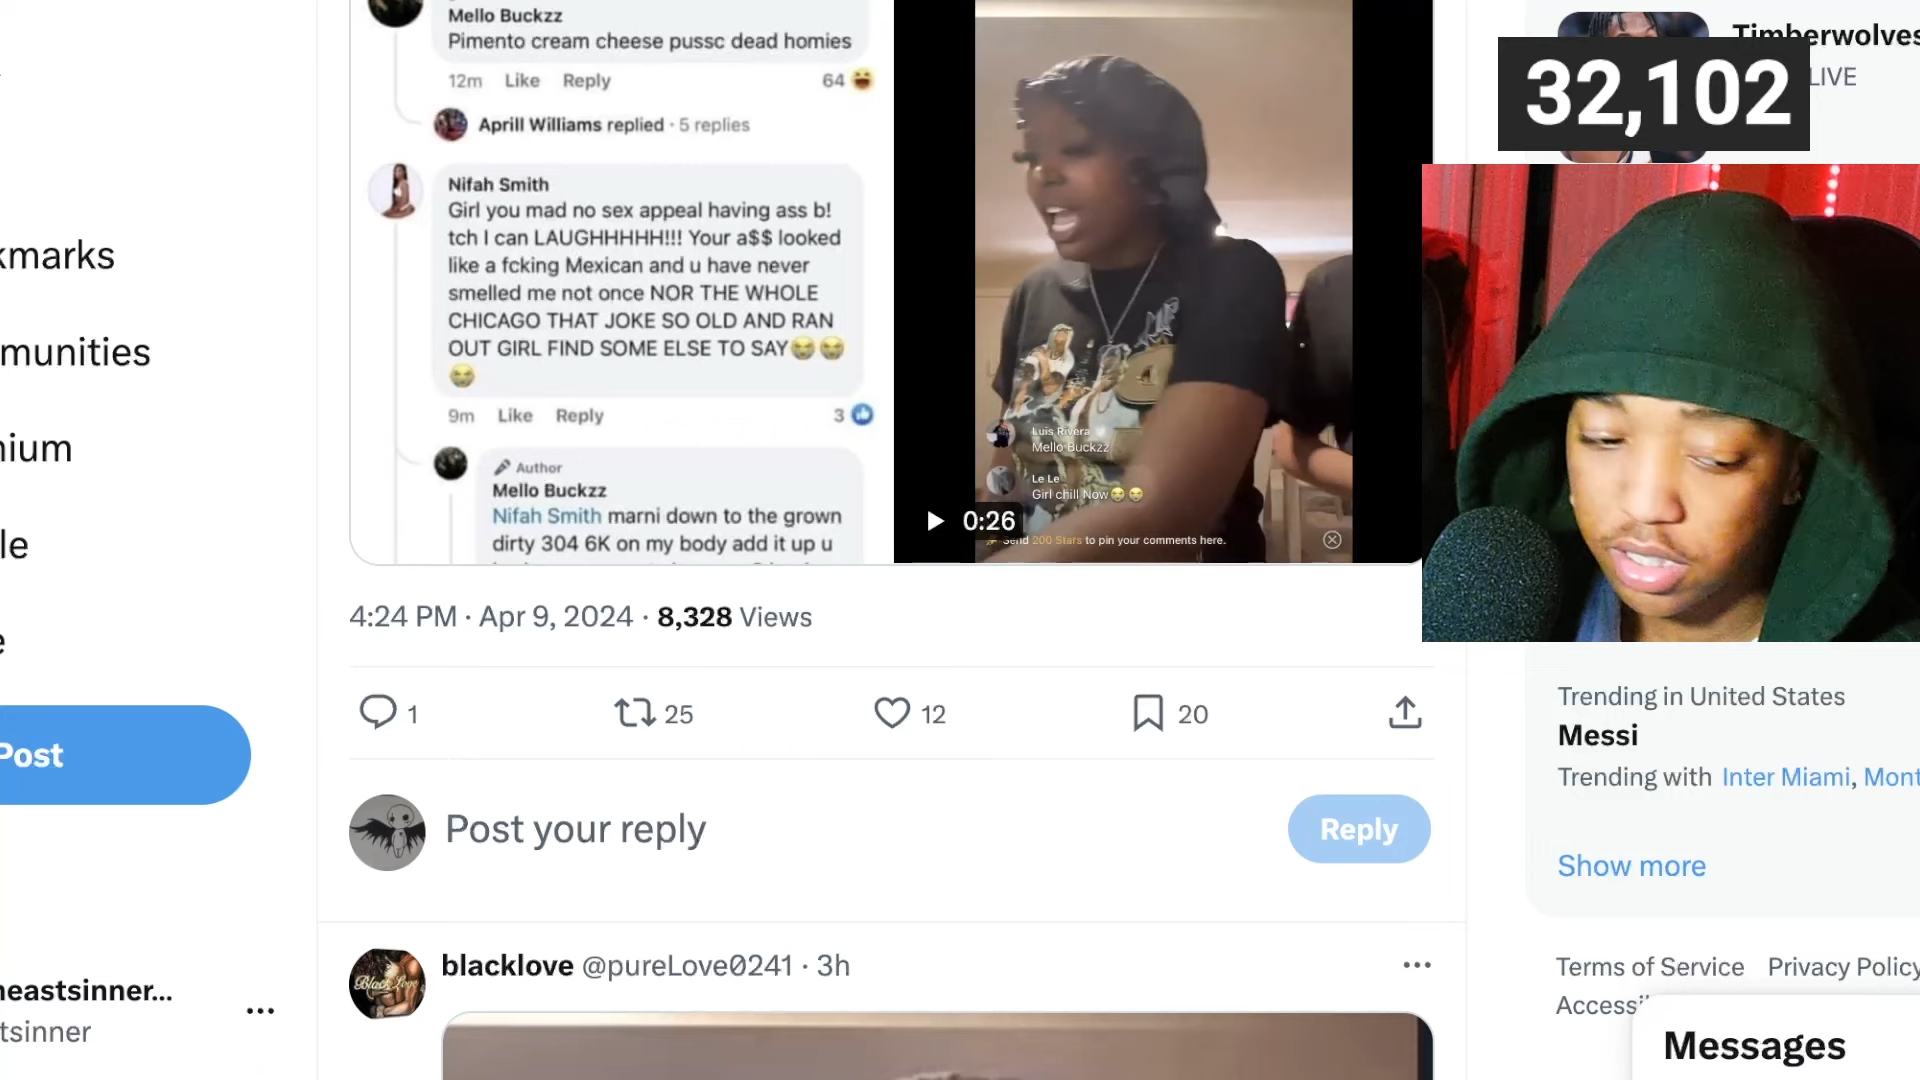 Mello Buckzz
Pimento cream cheese pussc dead homies
12m Like Reply 64
Aprill Williams replied · 5 replies
Nifah Smith
Girl you mad no sex appeal having ass b!
tch I can LAUGHHHHH!!! Your a$$ looked
like a fcking Mexican and u have never
smelled me not once NOR THE WHOLE
CHICAGO THAT JOKE SO OLD AND RAN
OUT GIRL FIND SOME ELSE TO SAY😭😭
😭
9m Like Reply 3
Author
Mello Buckzz
Nifah Smith marni down to the grown
dirty 304 6K on my body add it up u
Luis Rivera
Mello Buckzz
Le Le
Girl chill Now😭😭
0:26
Send 200 Stars to pin your comments here.
Timberwolves
LIVE
32,102
4:24 PM · Apr 9, 2024 · 8,328 Views
1 25 12 20
Post your reply
Reply
blacklove @pureLove0241 · 3h
Black Love
kmarks
munities
nium
le
e
Post
neastsinner...
tsinner
Trending in United States
Messi
Trending with Inter Miami, Mont
Show more
Terms of Service Privacy Policy
Accessi
Messages